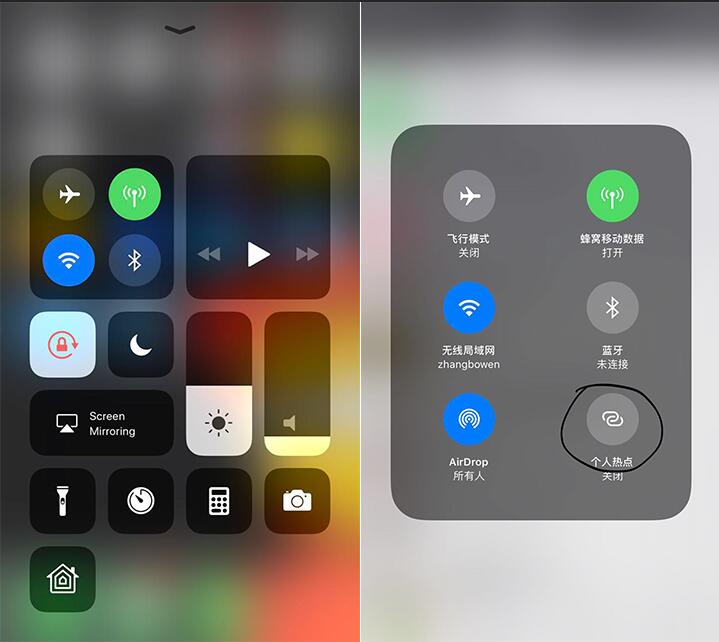 Screen
Mirroring
飞行模式
关闭
蜂窝移动数据
打开
无线局域网
zhangbowen
蓝牙
未连接
AirDrop
所有人
个人热点
关闭